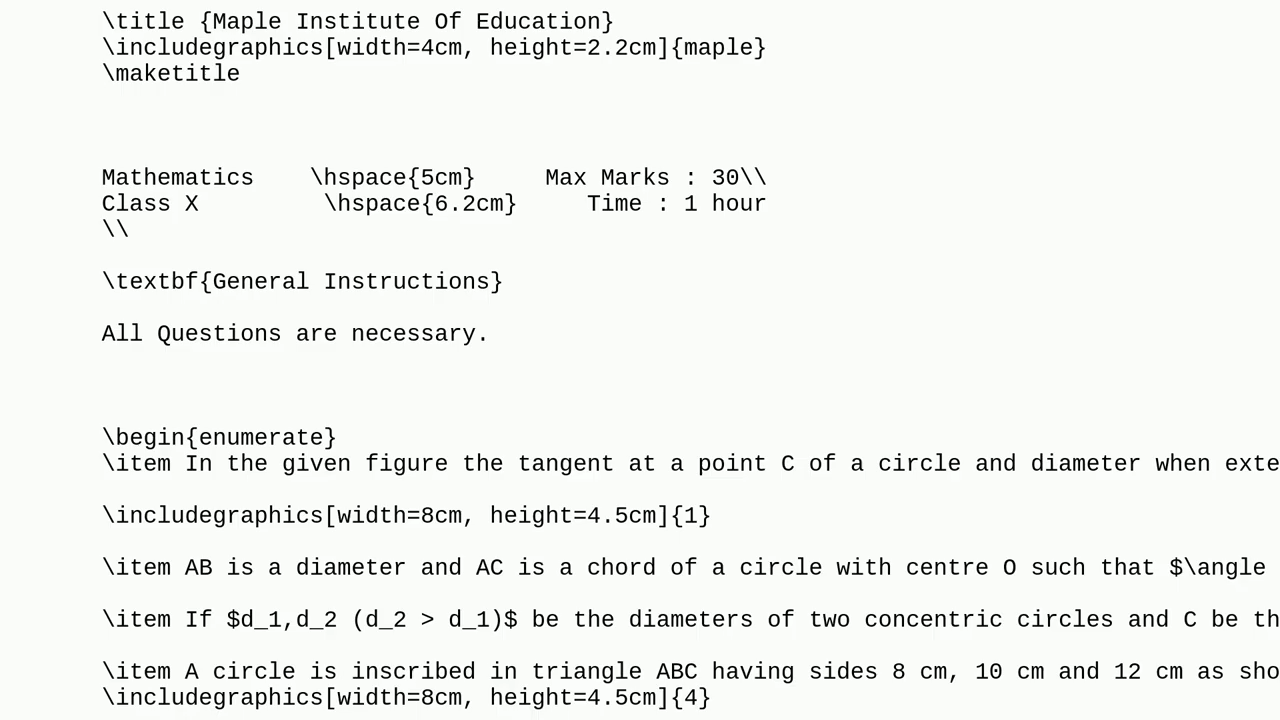 \title {Maple Institute Of Education}
\includegraphics[width=4cm, height=2.2cm]{maple}
\maketitle
Mathematics    \hspace{5cm}     Max Marks : 30\\
Class X         \hspace{6.2cm}     Time : 1 hour
\\
\textbf{General Instructions}
All Questions are necessary.
\begin{enumerate}
\item In the given figure the tangent at a point C of a circle and diameter when exte
\includegraphics[width=8cm, height=4.5cm]{1}
\item AB is a diameter and AC is a chord of a circle with centre O such that $\angle
\item If $d_1,d_2 (d_2 > d_1)$ be the diameters of two concentric circles and C be th
\item A circle is inscribed in triangle ABC having sides 8 cm, 10 cm and 12 cm as sho
\includegraphics[width=8cm, height=4.5cm]{4}